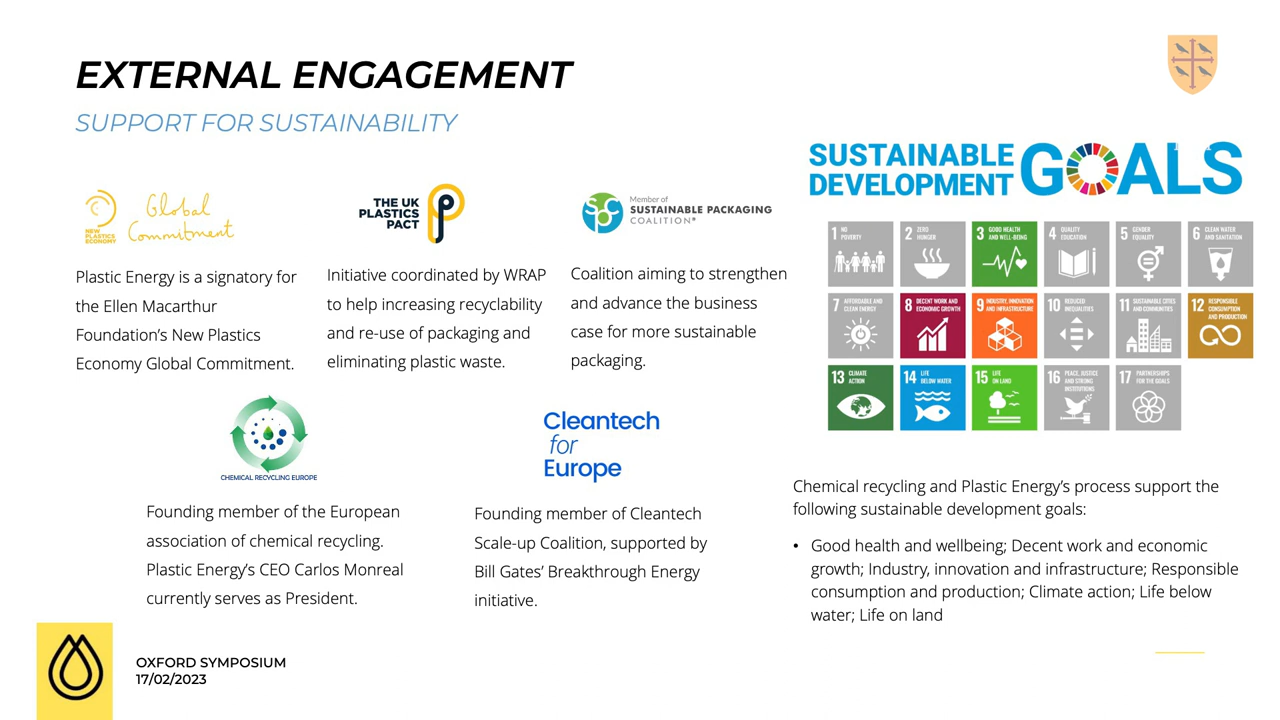 EXTERNAL ENGAGEMENT
SUPPORT FOR SUSTAINABILITY
NEW
PLASTICS
ECONOMY
Global
Commitment
Plastic Energy is a signatory for
the Ellen Macarthur
Foundation’s New Plastics
Economy Global Commitment.
THE UK
PLASTICS
PACT
Initiative coordinated by WRAP
to help increasing recyclability
and re-use of packaging and
eliminating plastic waste.
spc
Member of
SUSTAINABLE PACKAGING
COALITION®
Coalition aiming to strengthen
and advance the business
case for more sustainable
packaging.
CHEMICAL RECYCLING EUROPE
Founding member of the European
association of chemical recycling.
Plastic Energy’s CEO Carlos Monreal
currently serves as President.
Cleantech
for
Europe
Founding member of Cleantech
Scale-up Coalition, supported by
Bill Gates’ Breakthrough Energy
initiative.
SUSTAINABLE
DEVELOPMENT
GOALS
1 NO
POVERTY
2 ZERO
HUNGER
3 GOOD HEALTH
AND WELL-BEING
4 QUALITY
EDUCATION
5 GENDER
EQUALITY
6 CLEAN WATER
AND SANITATION
7 AFFORDABLE AND
CLEAN ENERGY
8 DECENT WORK AND
ECONOMIC GROWTH
9 INDUSTRY, INNOVATION
AND INFRASTRUCTURE
10 REDUCED
INEQUALITIES
11 SUSTAINABLE CITIES
AND COMMUNITIES
12 RESPONSIBLE
CONSUMPTION
AND PRODUCTION
13 CLIMATE
ACTION
14 LIFE
BELOW WATER
15 LIFE
ON LAND
16 PEACE, JUSTICE
AND STRONG
INSTITUTIONS
17 PARTNERSHIPS
FOR THE GOALS
Chemical recycling and Plastic Energy’s process support the
following sustainable development goals:
• Good health and wellbeing; Decent work and economic
growth; Industry, innovation and infrastructure; Responsible
consumption and production; Climate action; Life below
water; Life on land
OXFORD SYMPOSIUM
17/02/2023